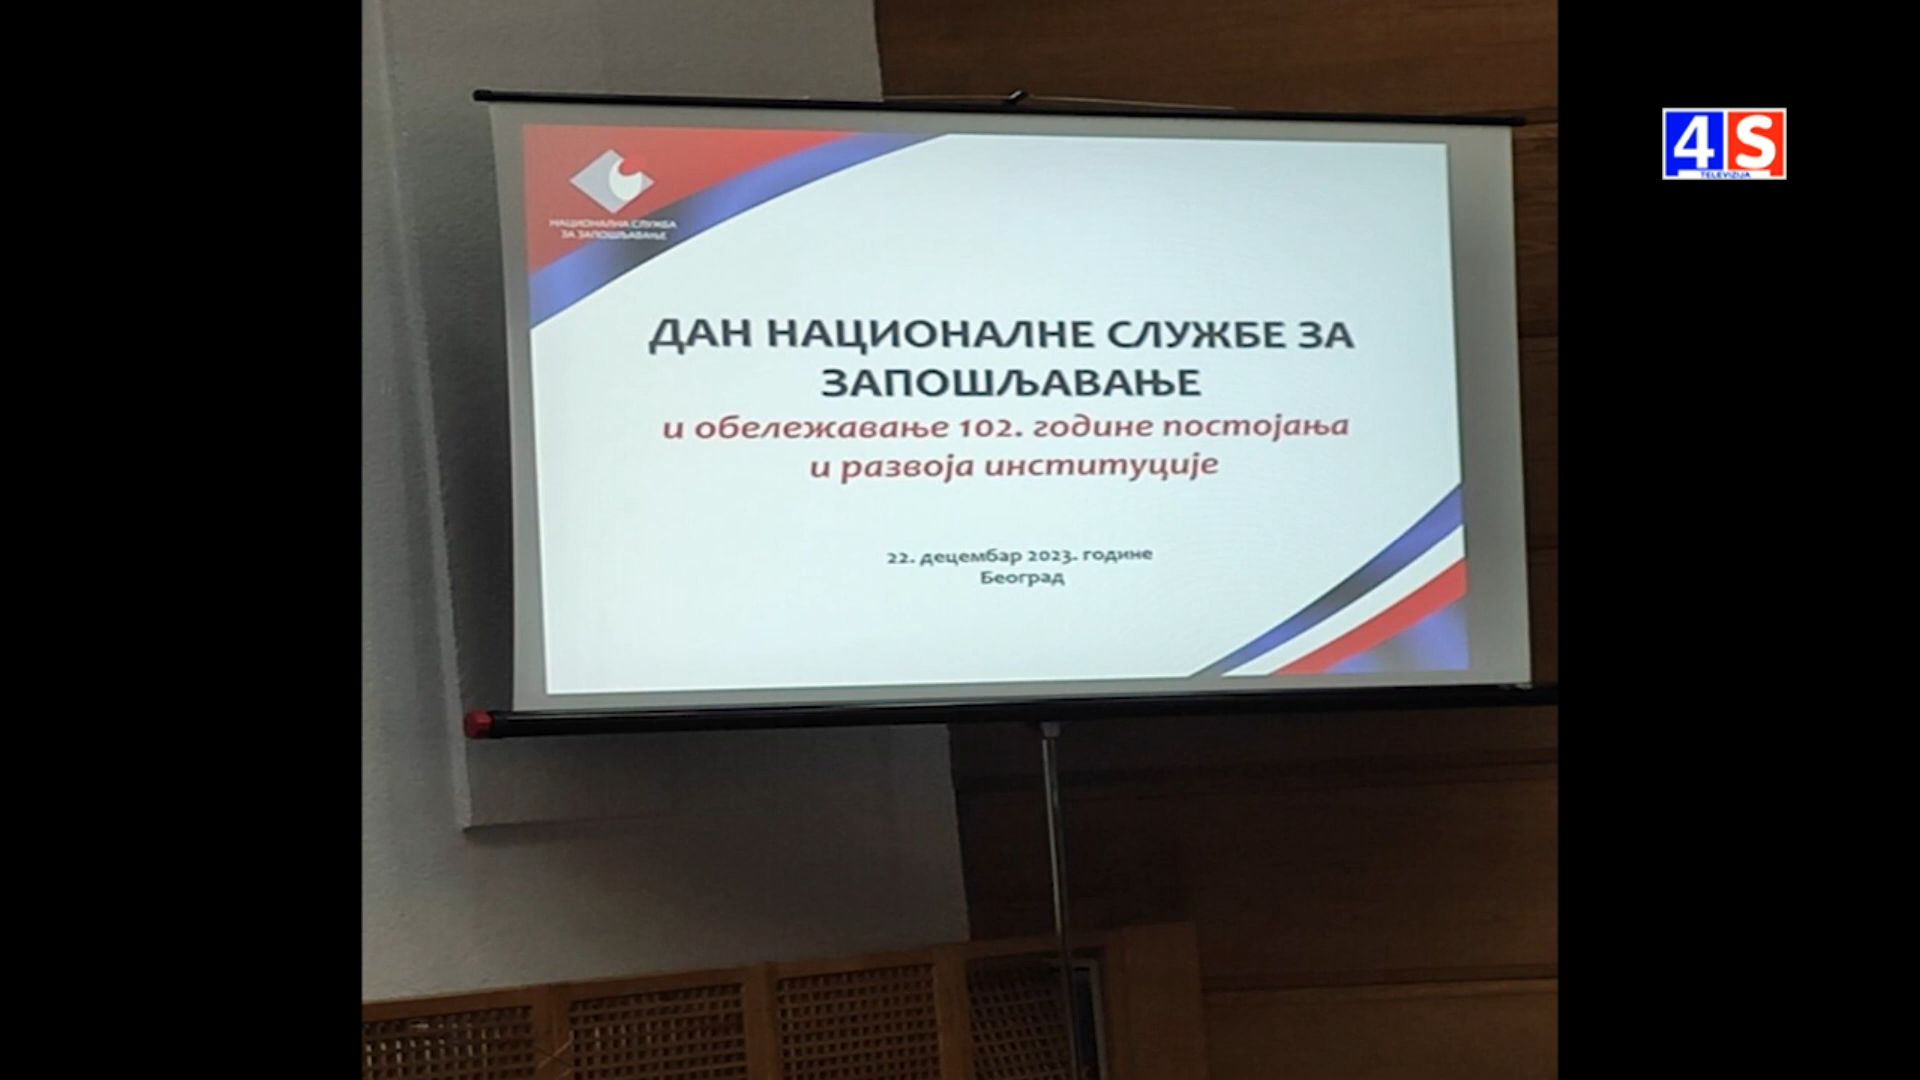 4S
TELEVIZIJA
НАЦИОНАЛНА СЛУЖБА
ЗА ЗАПОШЉАВАЊЕ
ДАН НАЦИОНАЛНЕ СЛУЖБЕ ЗА
ЗАПОШЉАВАЊЕ
и обележавање 102. године постојања
и развоја институције
22. децембар 2023. године
Београд